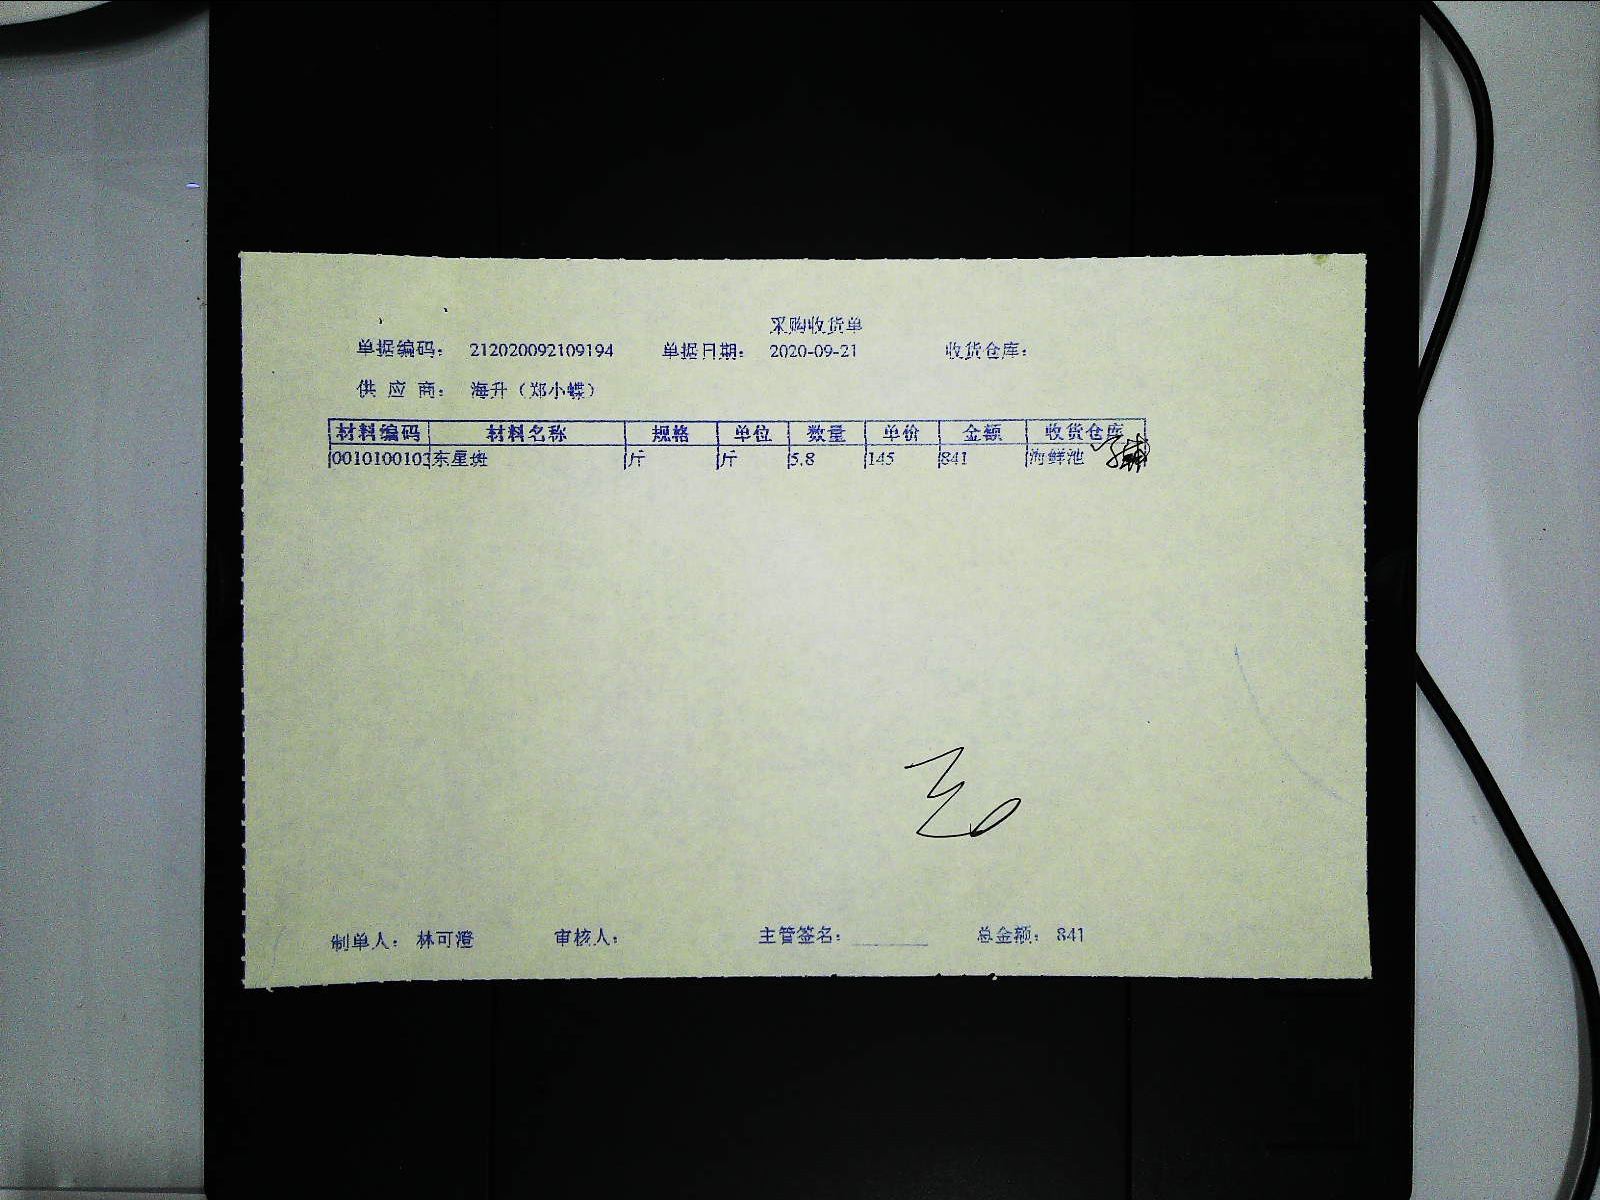 采购收货单
单据编码： 212020092109194 单据日期： 2020-09-21 收货仓库：
供 应 商： 海升（郑小蝶）
材料编码 材料名称 规格 单位 数量 单价 金额 收货仓库
0010100103 东星斑 斤 斤 5.8 145 841 海鲜池
制单人： 林可澄 审核人： 主管签名： 总金额： 841